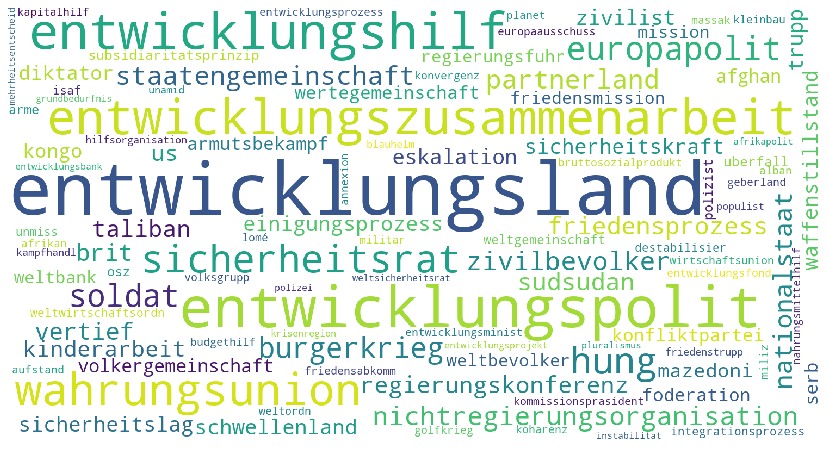 kapitalhilf entwicklungsprozess planet zivilist massak kleinbau
entwicklungshilf europaausschuss mission trupp
mehrheitsentscheid subsidiaritatsprinzip regierungsfuhr europapolit
diktator staatengemeinschaft konvergenz partnerland afghan
isaf unamid wertegemeinschaft friedensmission
grundbedurfnis
arme entwicklungszusammenarbeit waffenstillstand
hilfsorganisation armutsbekampf blauhelm sicherheitskraft afrikapolit
kongo us eskalation bruttosozialprodukt uberfall
entwicklungsbank annexion polizist alban
entwicklungsland geberland
populist
unmiss taliban einigungsprozess friedensprozess nationalstaat
afrikan lomé militar weltgemeinschaft destabilisier
kampfhandl brit sicherheitsrat zivilbevolker wirtschaftsunion
weltbank osz volksgrupp weltsicherheitsrat sudsudan entwicklungsfond
soldat polizei entwicklungspolit nahrungsmittelhilf
weltwirtschaftsordn krisenregion
vertief budgethilf burgerkrieg entwicklungsminist konfliktpartei
kinderarbeit entwicklungsprojekt pluralismus friedenstrupp
volkergemeinschaft weltbevolker hung mazedoni miliz serb
aufstand friedensabkomm
wahrungsunion regierungskonferenz foderation
weltordn kommissionsprasident
sicherheitslag schwellenland nichtregierungsorganisation
golfkrieg koharenz instabilitat integrationsprozess